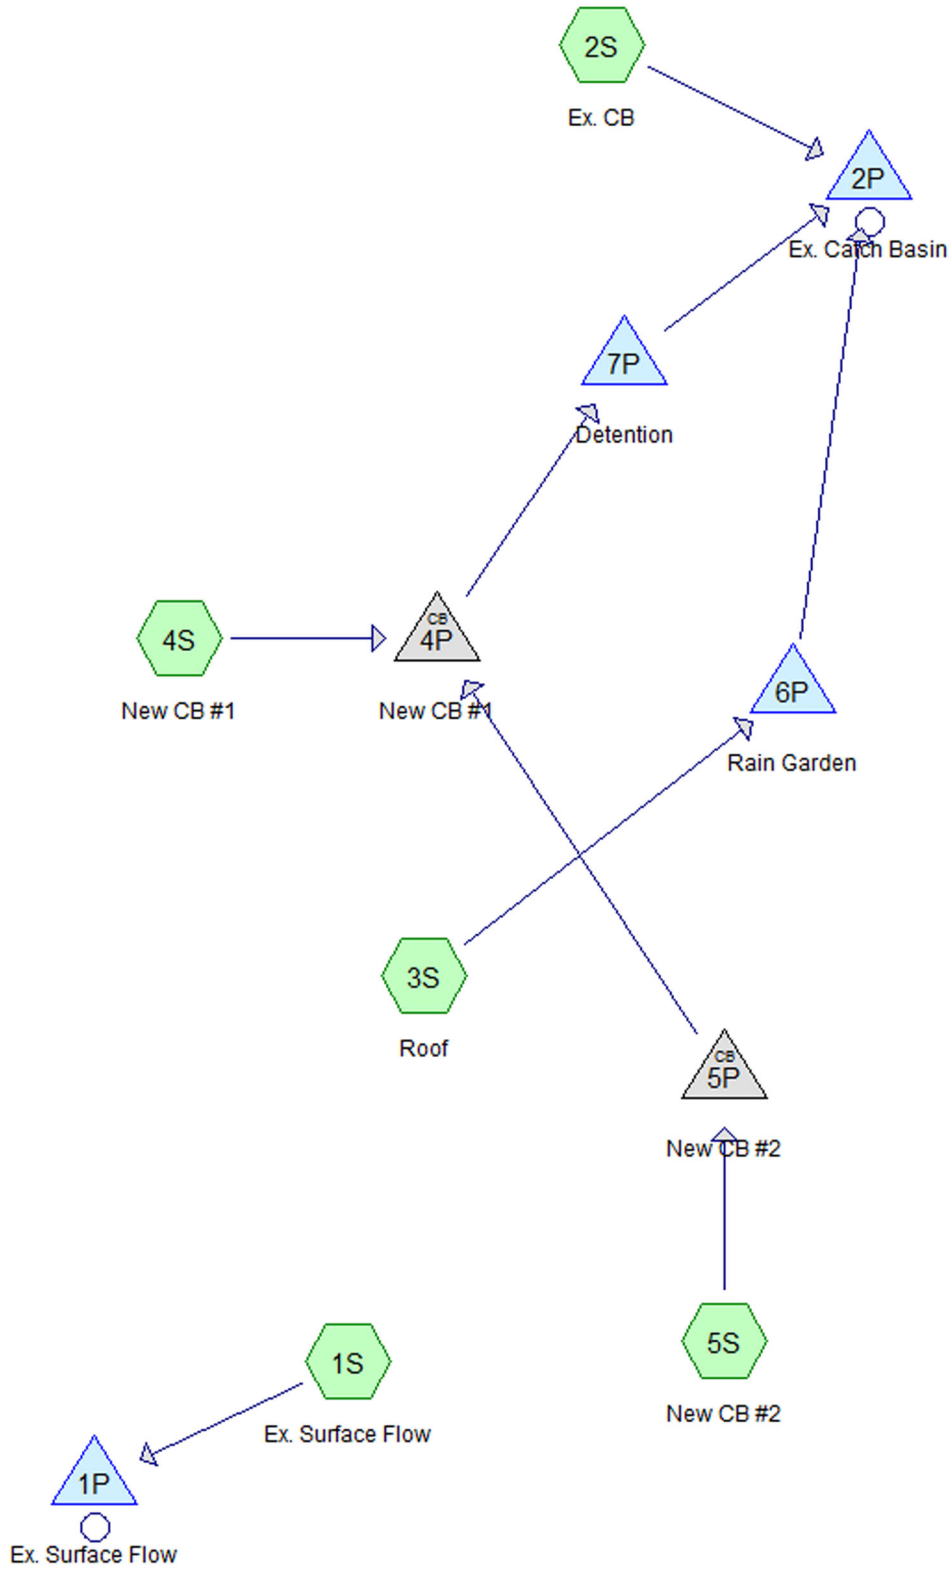 2S
Ex. CB
2P
Ex. Catch Basin
7P
Detention
CB
4P
New CB #1
4S
New CB #1
6P
Rain Garden
3S
Roof
CB
5P
New CB #2
5S
New CB #2
1S
Ex. Surface Flow
1P
Ex. Surface Flow